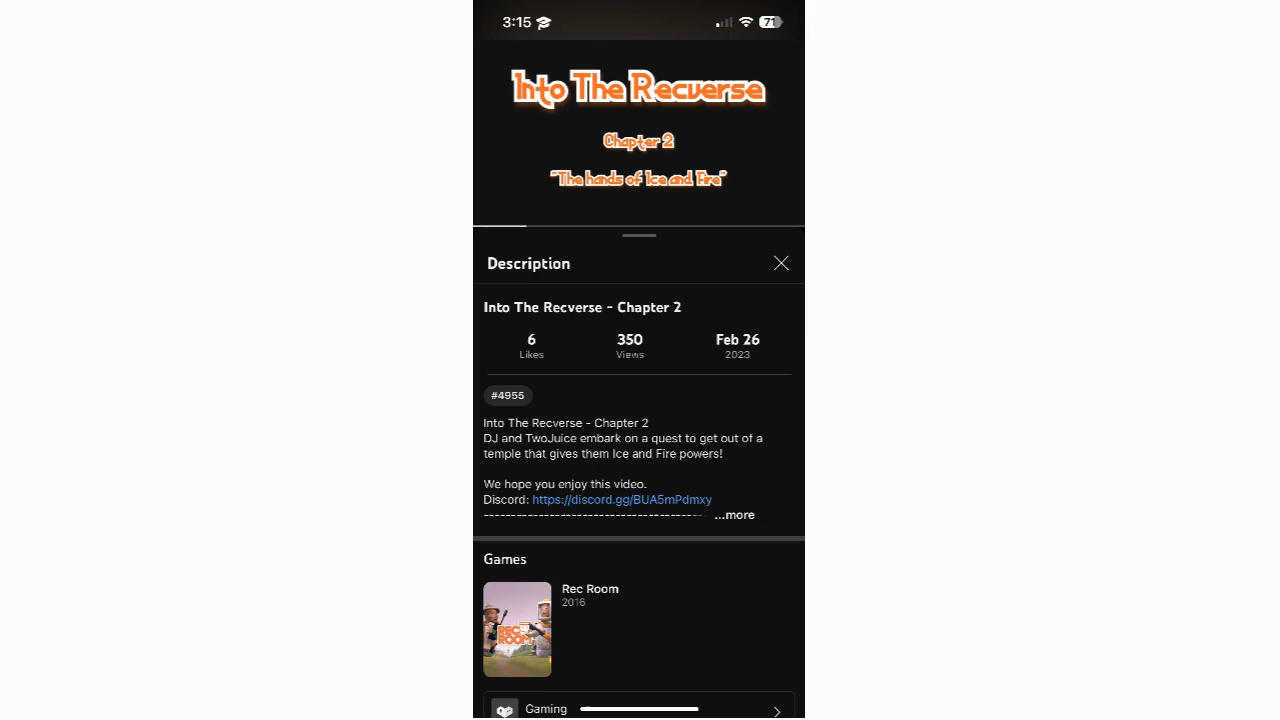 3:15
71
Into The Recverse
Chapter 2
"The hands of Ice and Fire"
Description
Into The Recverse - Chapter 2
6
350
Feb 26
Likes
Views
2023
#4955
Into The Recverse - Chapter 2
DJ and TwoJuice embark on a quest to get out of a
temple that gives them Ice and Fire powers!
We hope you enjoy this video.
Discord: https://discord.gg/BUA5mPdmxy
------------------------------------------ ...more
Games
Rec Room
2016
REC
ROOM
Gaming